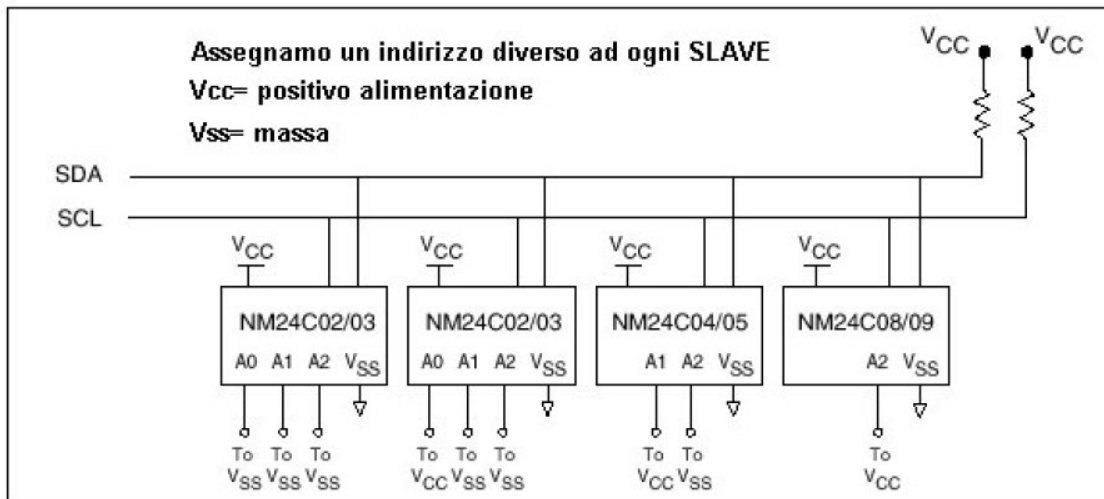 Assegnamo un indirizzo diverso ad ogni SLAVE
Vcc= positivo alimentazione
Vss= massa
VCC VCC
SDA
SCL
VCC VCC VCC VCC
NM24C02/03 NM24C02/03 NM24C04/05 NM24C08/09
A0 A1 A2 VSS A0 A1 A2 VSS A1 A2 VSS A2 VSS
To To To To To To To To To
VSS VSS VSS VCC VSS VSS VCC VSS VCC